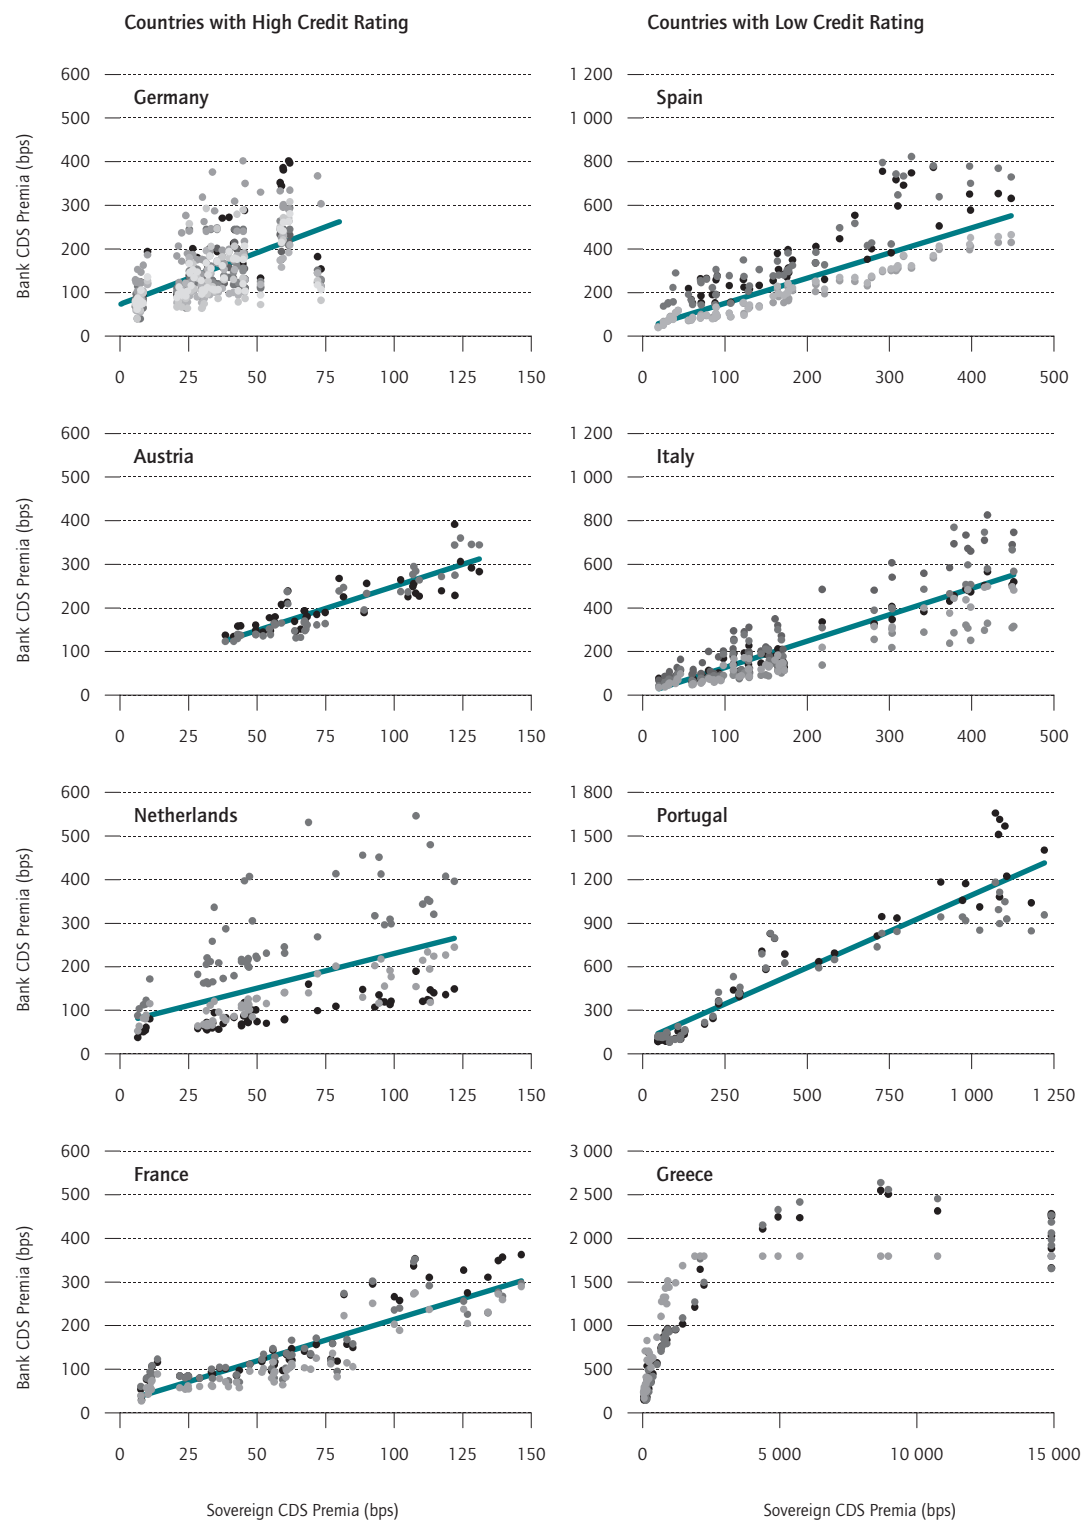 Countries with High Credit Rating
Countries with Low Credit Rating
Bank CDS Premia (bps)
600
500
400
300
200
100
0
Germany
0 25 50 75 100 125 150
1 200
1 000
800
600
400
200
0
Spain
0 100 200 300 400 500
Bank CDS Premia (bps)
600
500
400
300
200
100
0
Austria
0 25 50 75 100 125 150
1 200
1 000
800
600
400
200
0
Italy
0 100 200 300 400 500
Bank CDS Premia (bps)
600
500
400
300
200
100
0
Netherlands
0 25 50 75 100 125 150
1 800
1 500
1 200
900
600
300
0
Portugal
0 250 500 750 1 000 1 250
Bank CDS Premia (bps)
600
500
400
300
200
100
0
France
0 25 50 75 100 125 150
3 000
2 500
2 000
1 500
1 000
500
0
Greece
0 5 000 10 000 15 000
Sovereign CDS Premia (bps)
Sovereign CDS Premia (bps)